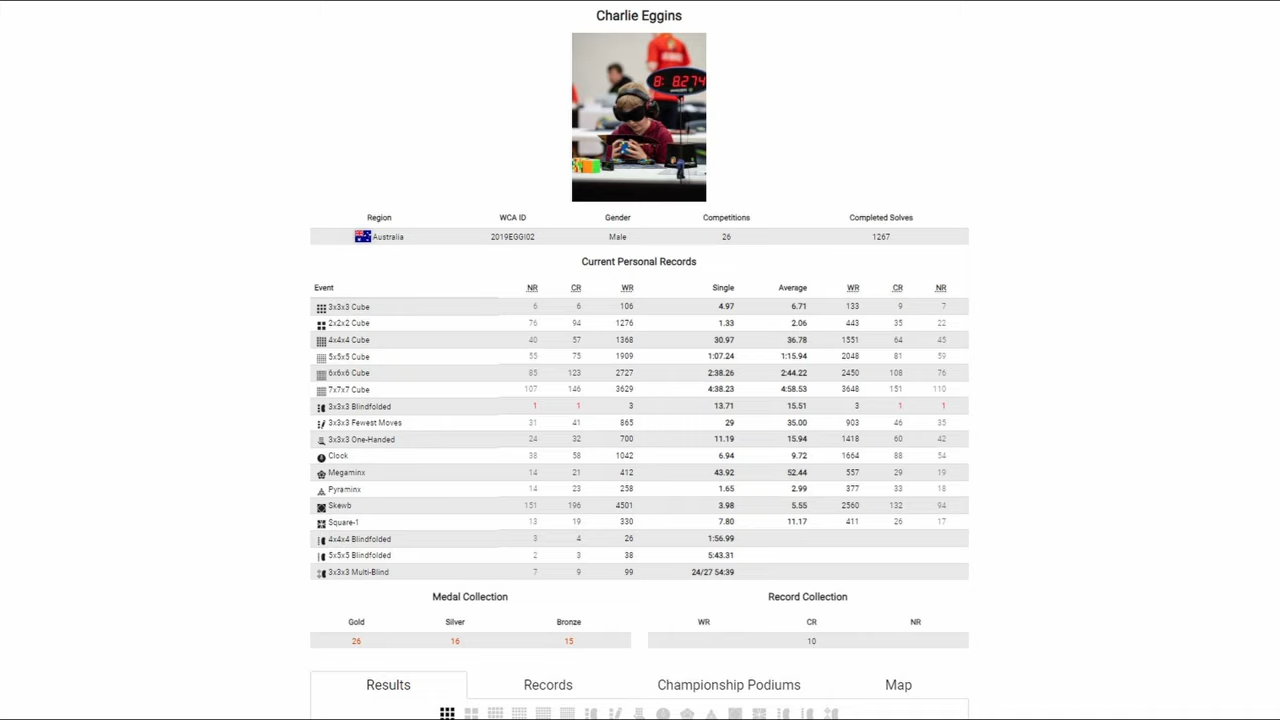 Charlie Eggins
8: 8.274
Region WCA ID Gender Competitions Completed Solves
Australia 2019EGGI02 Male 26 1267
Current Personal Records
Event NR CR WR Single Average WR CR NR
3x3x3 Cube 6 6 106 4.97 6.71 133 9 7
2x2x2 Cube 76 94 1276 1.33 2.06 443 35 22
4x4x4 Cube 40 57 1368 30.97 36.78 1551 64 45
5x5x5 Cube 55 75 1909 1:07.24 1:15.94 2048 81 59
6x6x6 Cube 85 123 2727 2:38.26 2:44.22 2450 108 76
7x7x7 Cube 107 146 3629 4:38.23 4:58.53 3648 151 110
3x3x3 Blindfolded 1 1 3 13.71 15.51 3 1 1
3x3x3 Fewest Moves 31 41 865 29 35.00 903 46 35
3x3x3 One-Handed 24 32 700 11.19 15.94 1418 60 42
Clock 38 58 1042 6.94 9.72 1664 88 54
Megaminx 14 21 412 43.92 52.44 557 29 19
Pyraminx 14 23 258 1.65 2.99 377 33 18
Skewb 151 196 4501 3.98 5.55 2560 132 94
Square-1 13 19 330 7.80 11.17 411 26 17
4x4x4 Blindfolded 3 4 26 1:56.99
5x5x5 Blindfolded 2 3 38 5:43.31
3x3x3 Multi-Blind 7 9 99 24/27 54:39
Medal Collection Record Collection
Gold Silver Bronze WR CR NR
26 16 15 10
Results Records Championship Podiums Map